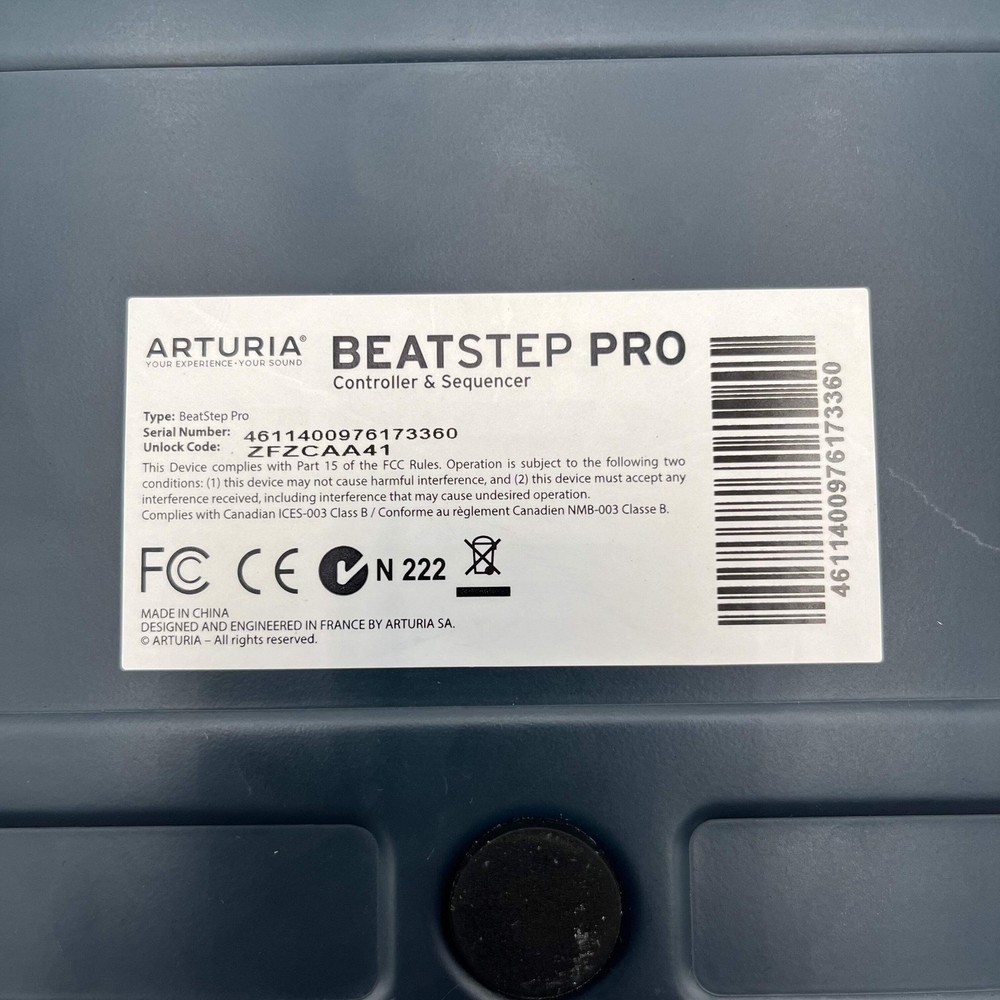 ARTURIA®
YOUR EXPERIENCE • YOUR SOUND
BEATSTEP PRO
Controller & Sequencer
Type: BeatStep Pro
Serial Number: 4611400976173360
Unlock Code: ZFZCAA41
This Device complies with Part 15 of the FCC Rules. Operation is subject to the following two
conditions: (1) this device may not cause harmful interference, and (2) this device must accept any
interference received, including interference that may cause undesired operation.
Complies with Canadian ICES-003 Class B / Conforme au règlement Canadien NMB-003 Classe B.
FC CE N 222
MADE IN CHINA
DESIGNED AND ENGINEERED IN FRANCE BY ARTURIA SA.
© ARTURIA – All rights reserved.
4611400976173360